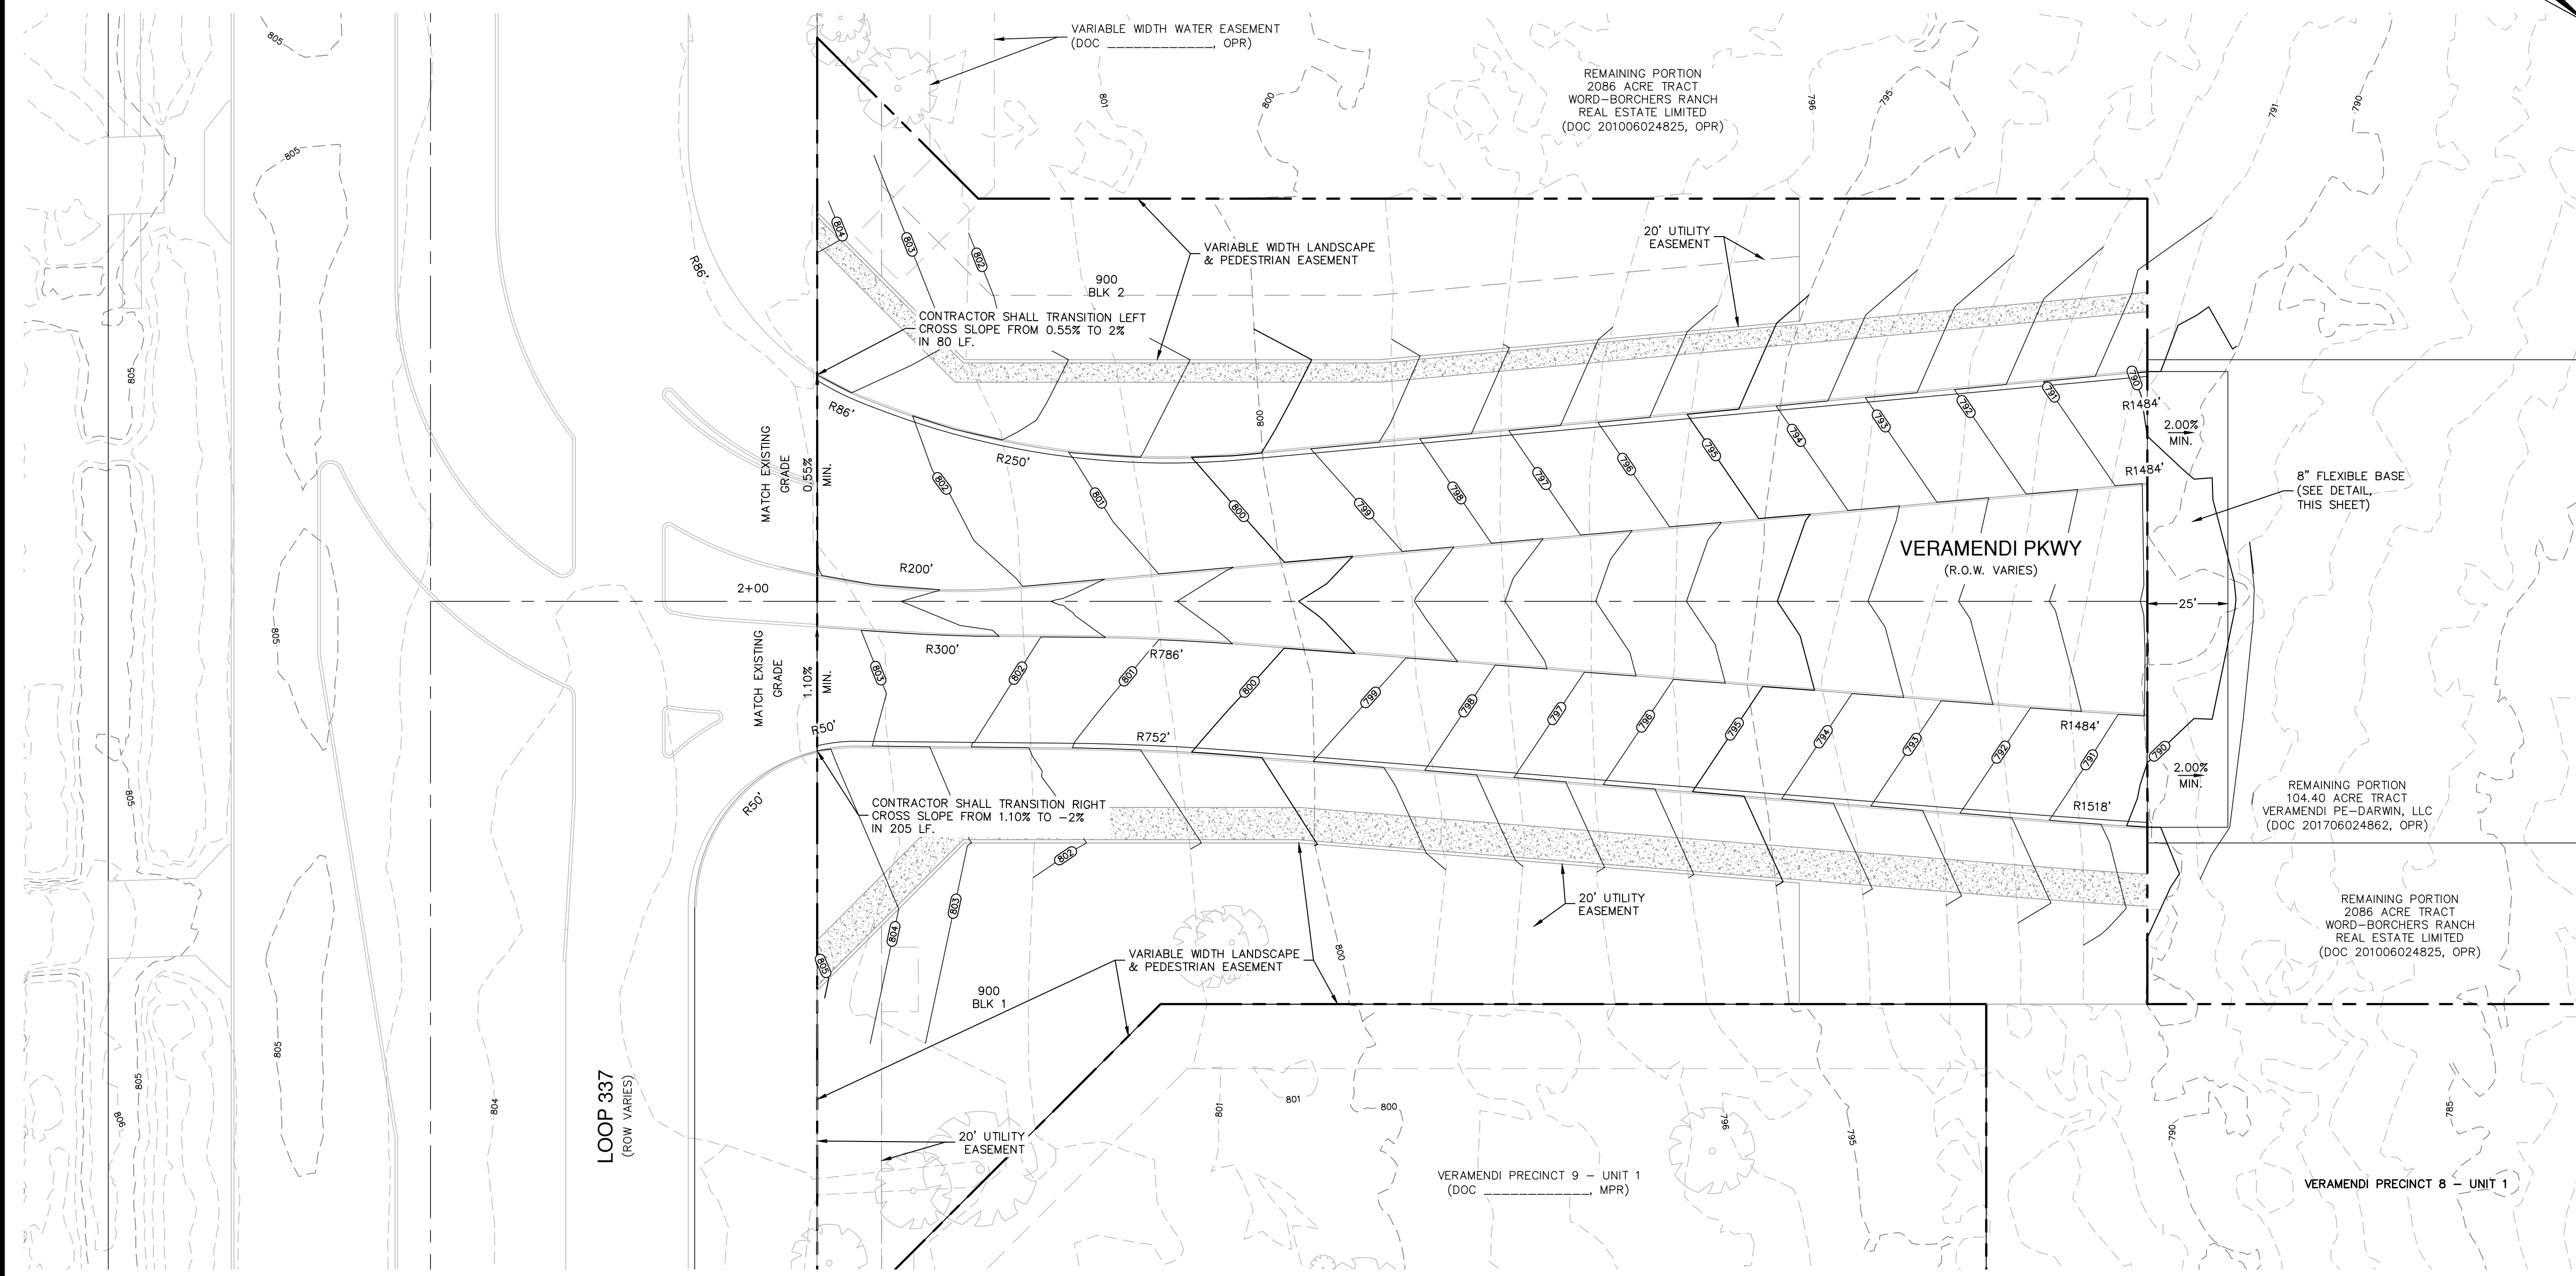 VARIABLE WIDTH WATER EASEMENT
(DOC ____________, OPR)
REMAINING PORTION
2086 ACRE TRACT
WORD-BORCHERS RANCH
REAL ESTATE LIMITED
(DOC 201006024825, OPR)
805
801
800
796
795
791
790
805
804
803
802
VARIABLE WIDTH LANDSCAPE
& PEDESTRIAN EASEMENT
20' UTILITY
EASEMENT
R86'
900
BLK 2
CONTRACTOR SHALL TRANSITION LEFT
CROSS SLOPE FROM 0.55% TO 2%
IN 80 LF.
805
R86'
R250'
800
MATCH EXISTING
GRADE
0.55%
MIN.
802
801
800
799
798
797
796
795
794
793
792
791
790
R1484'
2.00%
MIN.
R1484'
8" FLEXIBLE BASE
(SEE DETAIL,
THIS SHEET)
VERAMENDI PKWY
(R.O.W. VARIES)
R200'
2+00
25'
805
MATCH EXISTING
GRADE
1.10%
MIN.
R300'
R786'
803
802
801
800
799
798
797
796
795
794
793
792
791
790
R50'
R752'
R1484'
2.00%
MIN.
R50'
R1518'
805
CONTRACTOR SHALL TRANSITION RIGHT
CROSS SLOPE FROM 1.10% TO -2%
IN 205 LF.
REMAINING PORTION
104.40 ACRE TRACT
VERAMENDI PE-DARWIN, LLC
(DOC 201706024862, OPR)
802
803
804
805
20' UTILITY
EASEMENT
REMAINING PORTION
2086 ACRE TRACT
WORD-BORCHERS RANCH
REAL ESTATE LIMITED
(DOC 201006024825, OPR)
VARIABLE WIDTH LANDSCAPE
& PEDESTRIAN EASEMENT
800
900
BLK 1
LOOP 337
(ROW VARIES)
805
805
806
804
801
801
800
796
795
790
785
20' UTILITY
EASEMENT
VERAMENDI PRECINCT 9 - UNIT 1
(DOC ____________, MPR)
VERAMENDI PRECINCT 8 - UNIT 1